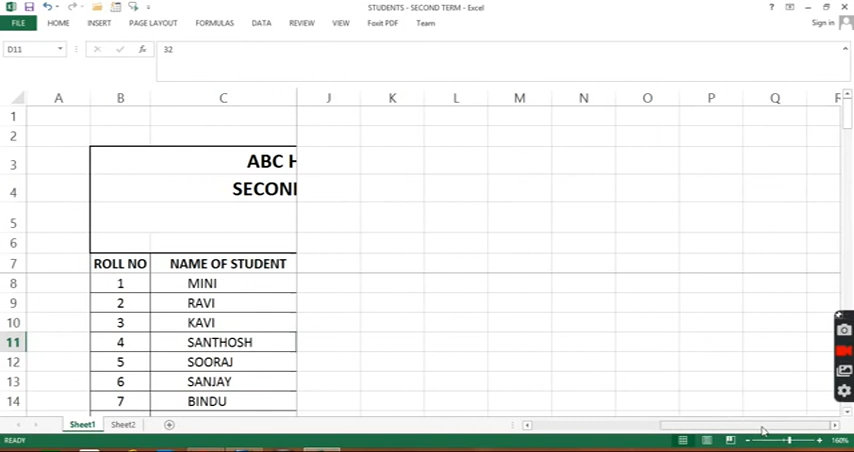 STUDENTS - SECOND TERM - Excel
Sign in
FILE HOME INSERT PAGE LAYOUT FORMULAS DATA REVIEW VIEW Foxit PDF Team
D11 32
A B C J K L M N O P Q R
1
2
3 ABC H
4 SECON
5
6
7 ROLL NO NAME OF STUDENT
8 1 MINI
9 2 RAVI
10 3 KAVI
11 4 SANTHOSH
12 5 SOORAJ
13 6 SANJAY
14 7 BINDU
Sheet1 Sheet2
READY 160%